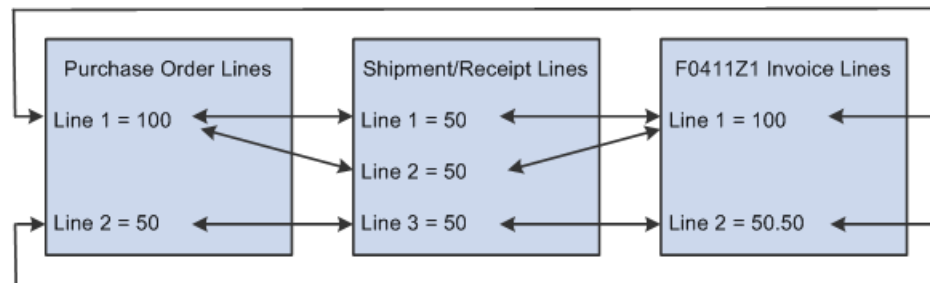 Purchase Order Lines
Line 1 = 100
Line 2 = 50
Shipment/Receipt Lines
Line 1 = 50
Line 2 = 50
Line 3 = 50
F0411Z1 Invoice Lines
Line 1 = 100
Line 2 = 50.50